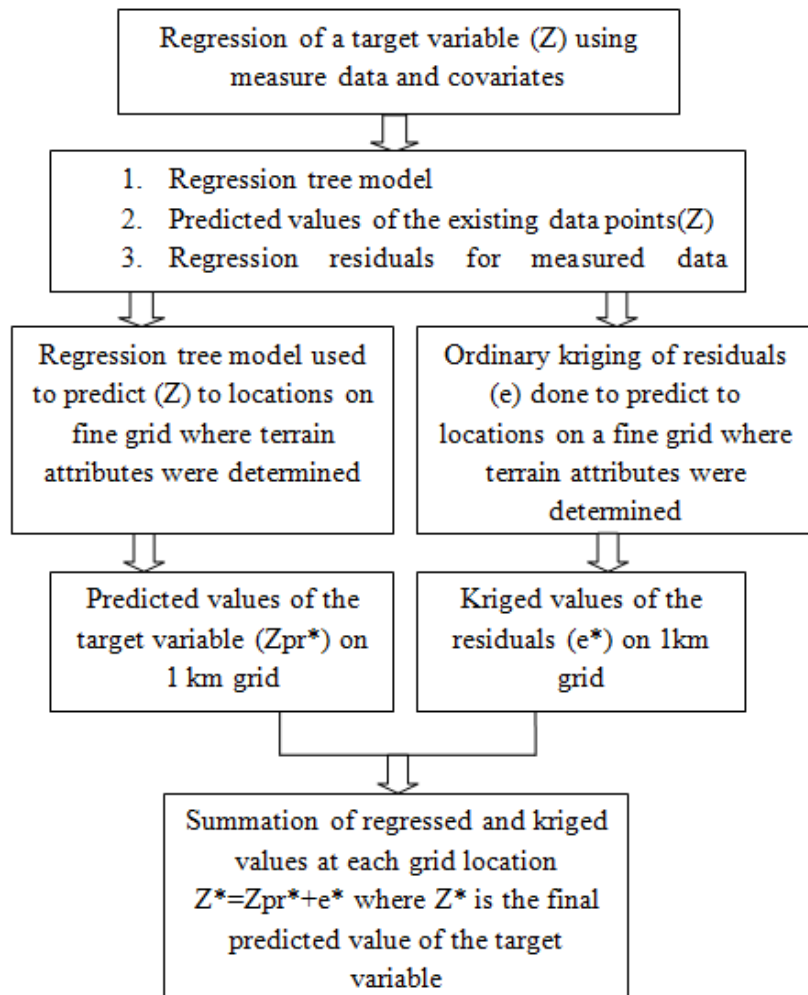 Regression of a target variable (Z) using
measure data and covariates
1. Regression tree model
2. Predicted values of the existing data points(Z)
3. Regression residuals for measured data
Regression tree model used
to predict (Z) to locations on
fine grid where terrain
attributes were determined
Ordinary kriging of residuals
(e) done to predict to
locations on a fine grid where
terrain attributes were
determined
Predicted values of the
target variable (Zpr*) on
1 km grid
Kriged values of the
residuals (e*) on 1km
grid
Summation of regressed and kriged
values at each grid location
Z*=Zpr*+e* where Z* is the final
predicted value of the target
variable